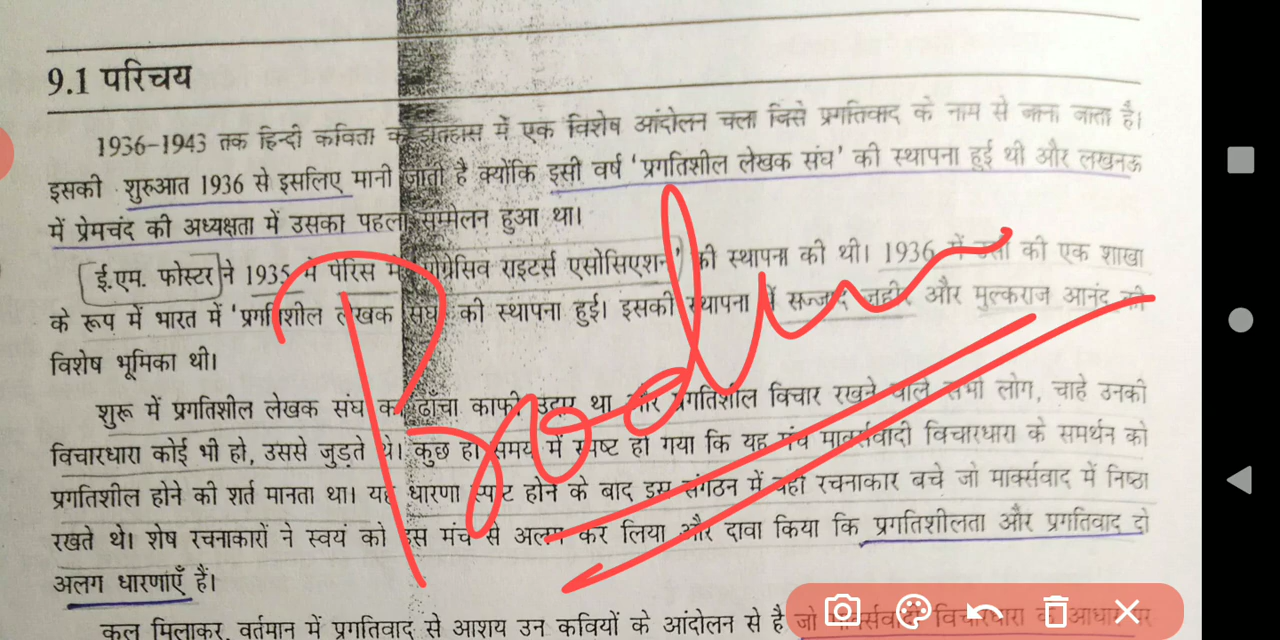 9.1 परिचय
1936-1943 तक हिन्दी कविता के इतिहास में एक विशेष आंदोलन चला जिसे प्रगतिवाद के नाम से जाना जाता है।
इसकी शुरुआत 1936 से इसलिए मानी जाती है क्योंकि इसी वर्ष 'प्रगतिशील लेखक संघ' की स्थापना हुई थी और लखनऊ
में प्रेमचंद की अध्यक्षता में उसका पहला सम्मेलन हुआ था।
ई.एम. फोस्टर ने 1935 में पेरिस में प्रोग्रेसिव राइटर्स एसोसिएशन' की स्थापना की थी। 1936 में उसी की एक शाखा
के रूप में भारत में 'प्रगतिशील लेखक संघ' की स्थापना हुई। इसकी स्थापना में सज्जाद जहीर और मुल्कराज आनंद की
विशेष भूमिका थी।
शुरू में प्रगतिशील लेखक संघ का ढाँचा काफी उदार था और प्रगतिशील विचार रखने वाले सभी लोग, चाहे उनकी
विचारधारा कोई भी हो, उससे जुड़ते थे। कुछ ही समय में स्पष्ट हो गया कि यह मंच मार्क्सवादी विचारधारा के समर्थन को
प्रगतिशील होने की शर्त मानता था। यह धारणा स्पष्ट होने के बाद इस संगठन में वही रचनाकार बचे जो मार्क्सवाद में निष्ठा
रखते थे। शेष रचनाकारों ने स्वयं को इस मंच से अलग कर लिया और दावा किया कि प्रगतिशीलता और प्रगतिवाद दो
अलग धारणाएँ हैं।
कुल मिलाकर, वर्तमान में प्रगतिवाद से आशय उन कवियों के आंदोलन से है जो मार्क्सवादी विचारधारा के आधार पर